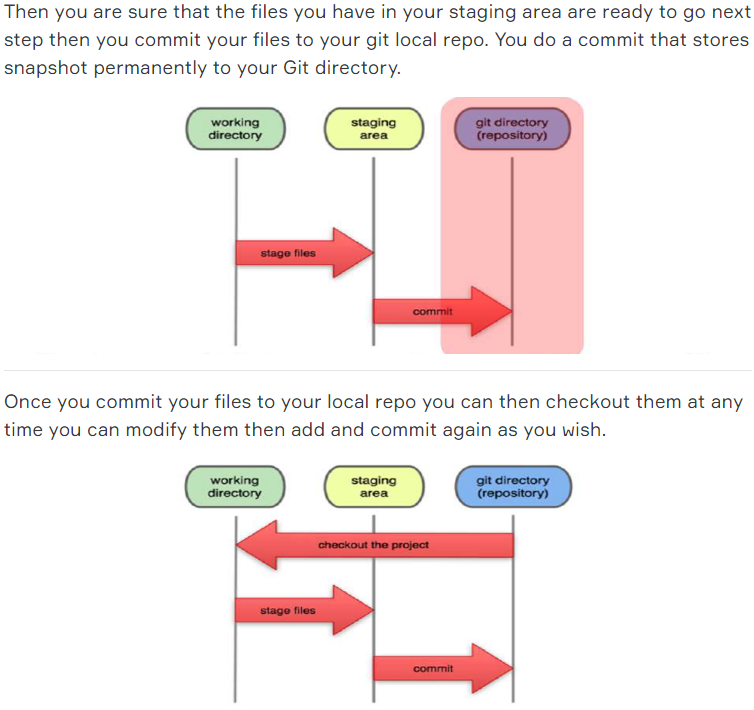 Then you are sure that the files you have in your staging area are ready to go next
step then you commit your files to your git local repo. You do a commit that stores
snapshot permanently to your Git directory.
working
directory
staging
area
git directory
(repository)
stage files
commit
Once you commit your files to your local repo you can then checkout them at any
time you can modify them then add and commit again as you wish.
working
directory
staging
area
git directory
(repository)
checkout the project
stage files
commit